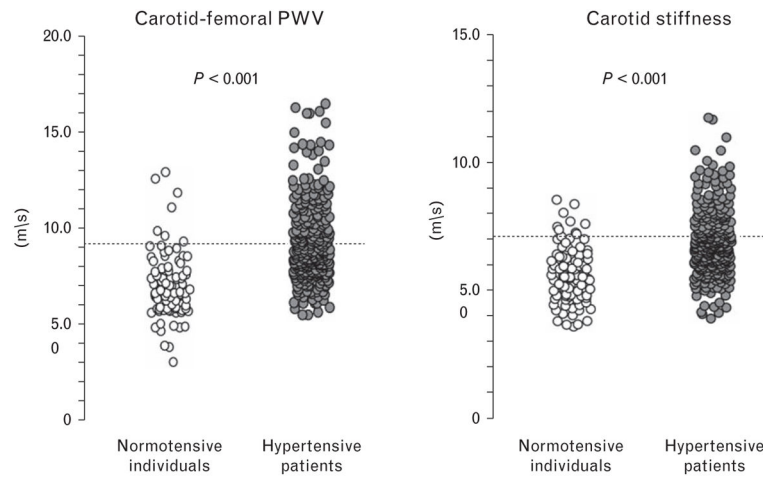 Carotid-femoral PWV
20.0
P < 0.001
15.0
(m\s)
10.0
5.0
0
0
Normotensive
individuals
Hypertensive
patients
Carotid stiffness
15.0
P < 0.001
10.0
(m\s)
5.0
0
0
Normotensive
individuals
Hypertensive
patients